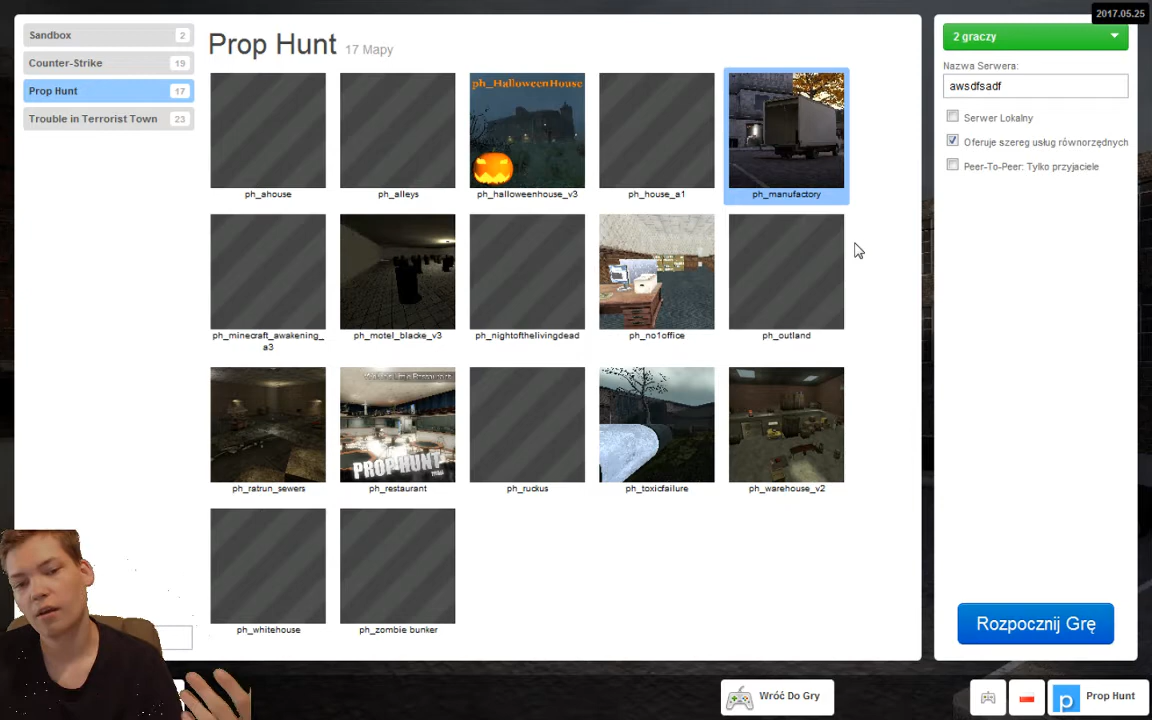 2017.05.25
Sandbox 2
Counter-Strike 19
Prop Hunt 17
Trouble in Terrorist Town 23
Prop Hunt 17 Mapy
ph_HalloweenHouse
ph_ahouse
ph_alleys
ph_halloweenhouse_v3
ph_house_a1
ph_manufactory
ph_minecraft_awakening_
a3
ph_motel_blacke_v3
ph_nightofthelivingdead
ph_no1office
ph_outland
PROP HUNT
ph_ratrun_sewers
ph_restaurant
ph_ruckus
ph_toxicfailure
ph_warehouse_v2
ph_whitehouse
ph_zombie bunker
2 graczy
Nazwa Serwera:
awsdfsadf
Serwer Lokalny
Oferuje szereg usług równorzędnych
Peer-To-Peer: Tylko przyjaciele
Rozpocznij Grę
Wróć Do Gry
p Prop Hunt